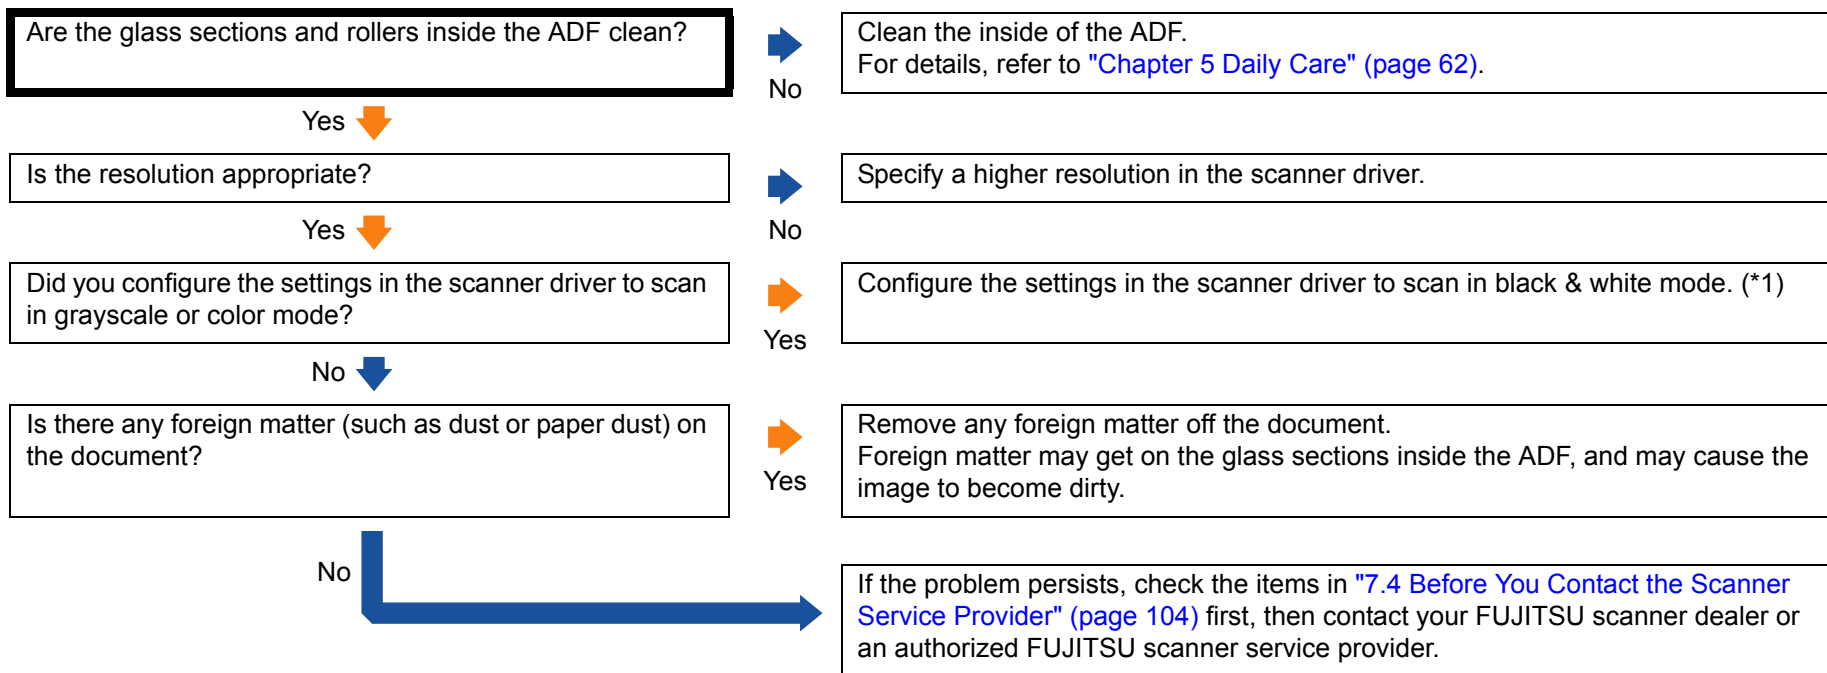 Are the glass sections and rollers inside the ADF clean?
No
Clean the inside of the ADF.
For details, refer to "Chapter 5 Daily Care" (page 62).
Yes
Is the resolution appropriate?
No
Specify a higher resolution in the scanner driver.
Yes
Did you configure the settings in the scanner driver to scan
in grayscale or color mode?
Yes
Configure the settings in the scanner driver to scan in black & white mode. (*1)
No
Is there any foreign matter (such as dust or paper dust) on
the document?
Yes
Remove any foreign matter off the document.
Foreign matter may get on the glass sections inside the ADF, and may cause the
image to become dirty.
No
If the problem persists, check the items in "7.4 Before You Contact the Scanner
Service Provider" (page 104) first, then contact your FUJITSU scanner dealer or
an authorized FUJITSU scanner service provider.